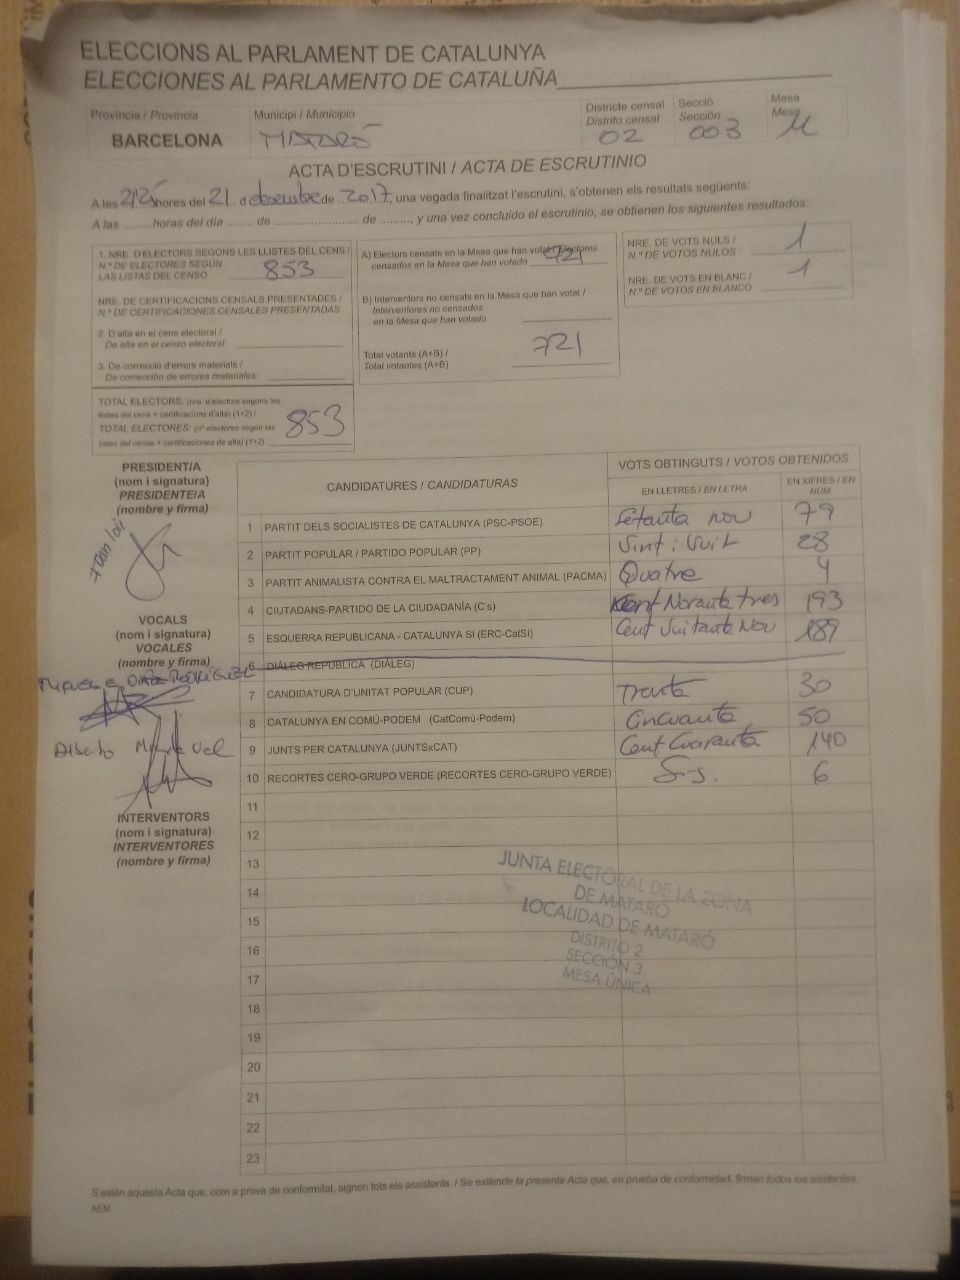 ELECCIONS AL PARLAMENT DE CATALUNYA
ELECCIONES AL PARLAMENTO DE CATALUÑA
Província / Provincia
BARCELONA
Municipi / Municipio
MATARÓ
Districte censal
Distrito censal
02
Secció
Sección
003
Mesa
Mesa
U
ACTA D'ESCRUTINI / ACTA DE ESCRUTINIO
A les hores del 21 d desembre de 2017, una vegada finalitzat l'escrutini, s'obtenen els resultats següents:
A las ........ horas del día ........ de ........................ de ........., y una vez concluido el escrutinio, se obtienen los siguientes resultados:
1. NRE. D'ELECTORS SEGONS LES LLISTES DEL CENS /
N.º DE ELECTORES SEGÚN
LAS LISTAS DEL CENSO 853
NRE. DE CERTIFICACIONS CENSALS PRESENTADES /
N.º DE CERTIFICACIONES CENSALES PRESENTADAS
2. D'alta en el cens electoral /
De alta en el censo electoral:
3. De correcció d'errors materials /
De corrección de errores materiales:
TOTAL ELECTORS: (nre. d'electors segons les
llistes del cens + certificacions d'alta) (1+2) /
TOTAL ELECTORES: (nº electores según las
listas del censo + certificaciones de alta) (1+2) 853
A) Electors censats en la Mesa que han votat / Electores
censados en la Mesa que han votado 721
B) Interventors no censats en la Mesa que han votat /
Interventores no censados
en la Mesa que han votado
Total votants (A+B) /
Total votantes (A+B) 721
NRE. DE VOTS NULS /
N.º DE VOTOS NULOS 1
NRE. DE VOTS EN BLANC /
N.º DE VOTOS EN BLANCO 1
PRESIDENT/A
(nom i signatura)
PRESIDENTE/A
(nombre y firma)
VOCALS
(nom i signatura)
VOCALES
(nombre y firma)
Alberto
INTERVENTORS
(nom i signatura)
INTERVENTORES
(nombre y firma)
CANDIDATURES / CANDIDATURAS
VOTS OBTINGUTS / VOTOS OBTENIDOS
EN LLETRES / EN LETRA
EN XIFRES / EN
NÚM
1 PARTIT DELS SOCIALISTES DE CATALUNYA (PSC-PSOE) Setanta nou 79
2 PARTIT POPULAR / PARTIDO POPULAR (PP) Vint i Vuit 28
3 PARTIT ANIMALISTA CONTRA EL MALTRACTAMENT ANIMAL (PACMA) Quatre 4
4 CIUTADANS-PARTIDO DE LA CIUDADANÍA (C's) Cent Noranta tres 193
5 ESQUERRA REPUBLICANA - CATALUNYA SI (ERC-CatSI) Cent Vuitanta Nou 189
6 DIÀLEG REPÚBLICA (DIÀLEG)
7 CANDIDATURA D'UNITAT POPULAR (CUP) Trenta 30
8 CATALUNYA EN COMÚ-PODEM (CatComú-Podem) Cincuanta 50
9 JUNTS PER CATALUNYA (JUNTSxCAT) Cent Cuaranta 140
10 RECORTES CERO-GRUPO VERDE (RECORTES CERO-GRUPO VERDE) Sis. 6
11
12
13
14
15
16
17
18
19
20
21
22
23
JUNTA ELECTORAL DE LA ZONA
DE MATARÓ
LOCALIDAD DE MATARÓ
DISTRITO 2
SECCIÓN 3
MESA ÚNICA
S'estén aquesta Acta que, com a prova de conformitat, signen tots els assistents. / Se extiende la presente Acta que, en prueba de conformidad, firman todos los asistentes.
AEM